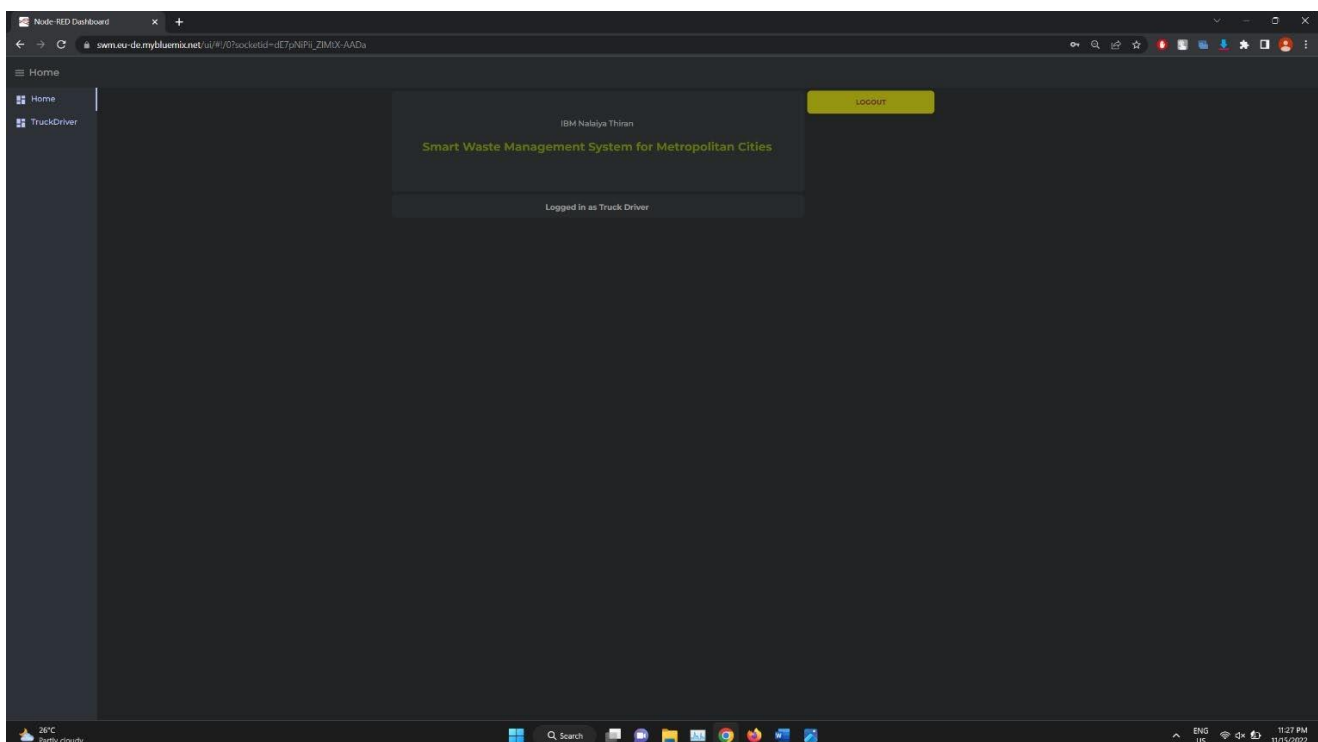 Node-RED Dashboard
swm.eu-de.mybluemix.net/ui/#!/0?socketid=dE7pNiPii_ZIMtX-AADa
Home
Home
TruckDriver
IBM Nalaiya Thiran
Smart Waste Management System for Metropolitan Cities
LOGOUT
Logged in as Truck Driver
26°C
Partly cloudy
Search
ENG
US
11:27 PM
11/15/2022